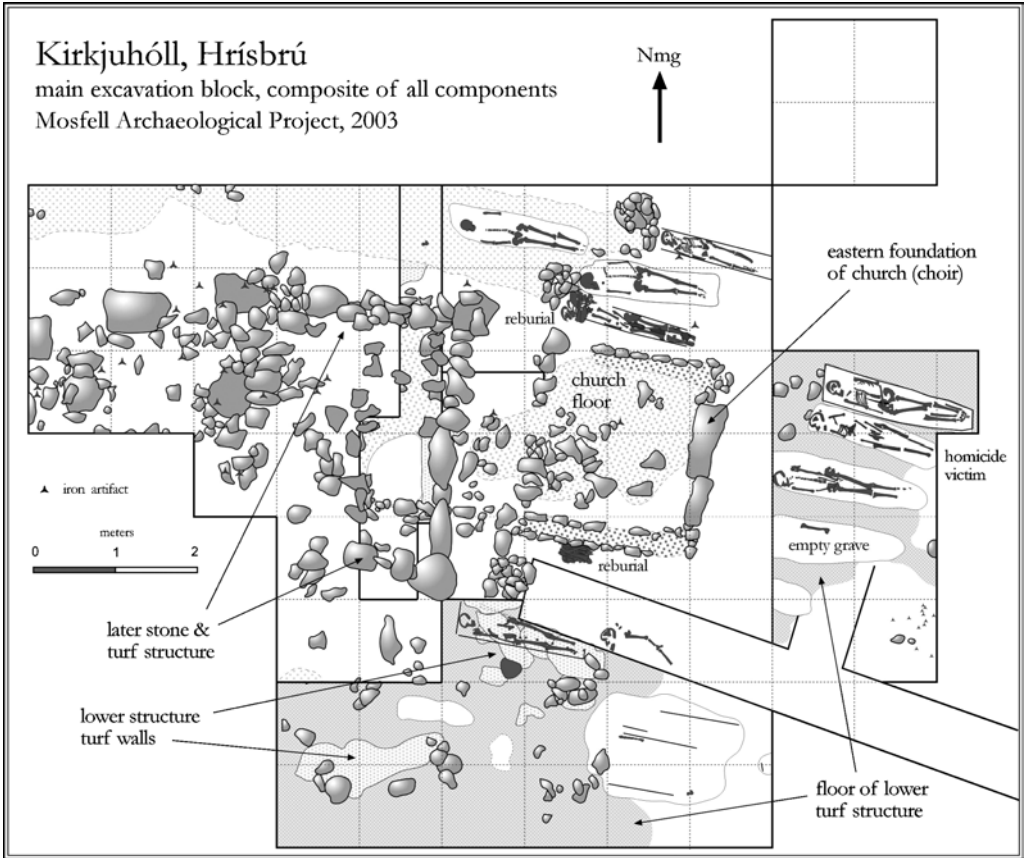 Kirkjuhóll, Hrísbrú
main excavation block, composite of all components
Mosfell Archaeological Project, 2003
Nmg
eastern foundation
of church (choir)
reburial
church
floor
homicide
victim
iron artifact
meters
0 1 2
empty grave
reburial
later stone &
turf structure
lower structure
turf walls
floor of lower
turf structure